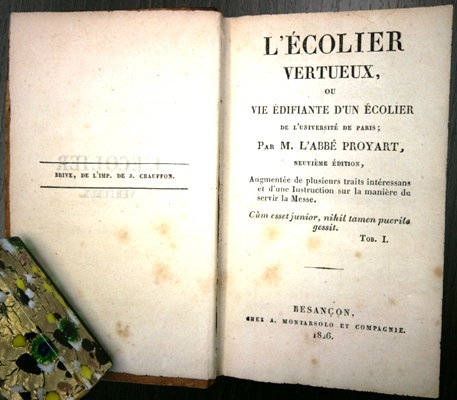 BRIVE, DE L'IMP. DE J. CRAUFFON.
L'ÉCOLIER
VERTUEUX,
OU
VIE ÉDIFIANTE D'UN ÉCOLIER
DE L'UNIVERSITÉ DE PARIS;
PAR M. L'ABBÉ PROYART,
NEUVIÈME ÉDITION,
Augmentée de plusieurs traits intéressans
et d'une Instruction sur la manière de
servir la Messe.
Cùm esset junior, nihil tamen puerile
gessit.
TOB. I.
BESANÇON,
CHEZ A. MONTARSOLO ET COMPAGNIE.
1826.